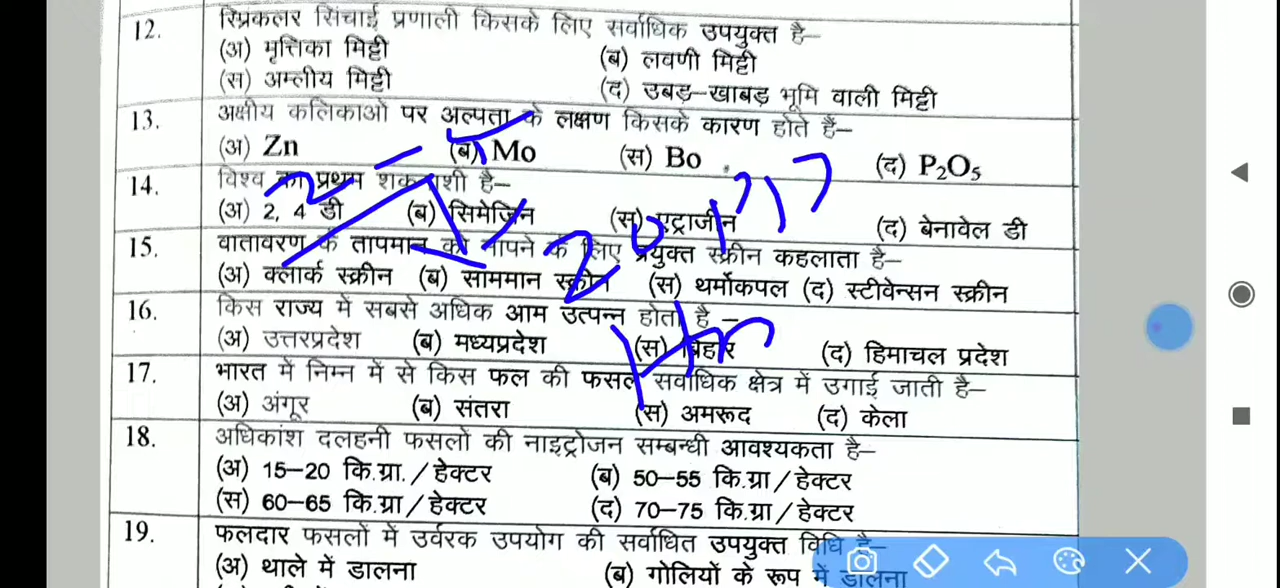 12. स्प्रिंकलर सिंचाई प्रणाली किसके लिए सर्वाधिक उपयुक्त है–
(अ) मृत्तिका मिट्टी (ब) लवणी मिट्टी
(स) अम्लीय मिट्टी (द) उबड़–खाबड़ भूमि वाली मिट्टी
13. अक्षीय कलिकाओं पर अल्पता के लक्षण किसके कारण होते हैं–
(अ) Zn (ब) Mo (स) Bo (द) P₂O₅
14. विश्व का प्रथम शकनाशी है–
(अ) 2, 4 डी (ब) सिमेजिन (स) एट्राजीन (द) बेनावेल डी
15. वातावरण के तापमान को मापने के लिए प्रयुक्त स्क्रीन कहलाता है–
(अ) क्लार्क स्क्रीन (ब) साममान स्क्रीन (स) थर्मोकपल (द) स्टीवेन्सन स्क्रीन
16. किस राज्य में सबसे अधिक आम उत्पन्न होता है –
(अ) उत्तरप्रदेश (ब) मध्यप्रदेश (स) बिहार (द) हिमाचल प्रदेश
17. भारत में निम्न में से किस फल की फसल सर्वाधिक क्षेत्र में उगाई जाती है–
(अ) अंगूर (ब) संतरा (स) अमरूद (द) केला
18. अधिकांश दलहनी फसलों की नाइट्रोजन सम्बन्धी आवश्यकता है–
(अ) 15–20 कि.ग्रा./हेक्टर (ब) 50–55 कि.ग्रा/हेक्टर
(स) 60–65 कि.ग्रा/हेक्टर (द) 70–75 कि.ग्रा/हेक्टर
19. फलदार फसलों में उर्वरक उपयोग की सर्वाधित उपयुक्त विधि है–
(अ) थाले में डालना (ब) गोलियों के रूप में डालना